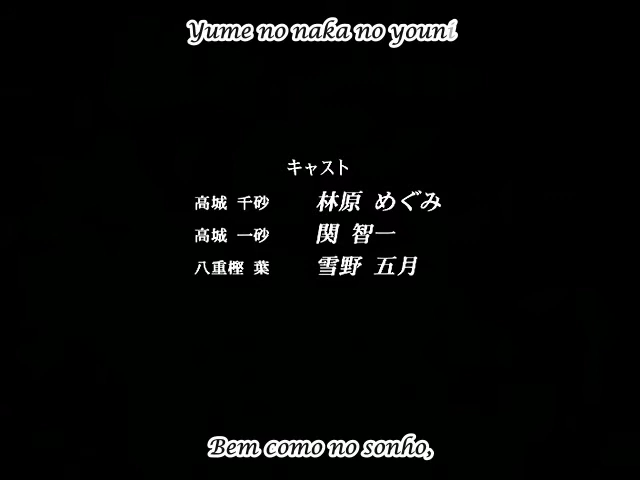 Yume no naka no youni
キャスト
高城 千砂 林原 めぐみ
高城 一砂 関 智一
八重樫 葉 雪野 五月
Bem como no sonho,